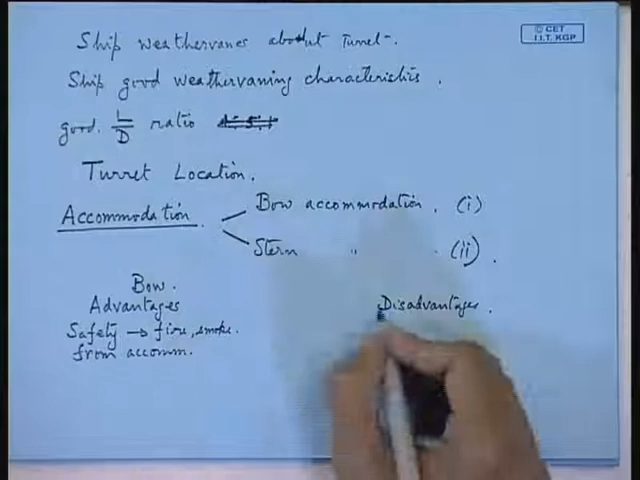 © CET
I.I.T. KGP
Ship weathervanes about Turret.
Ship good weathervaning characteristics.
good. L/D ratio
Turret Location.
Accommodation
Bow accommodation. (i)
Stern " (ii).
Bow.
Advantages
Disadvantages.
Safety → fire, smoke.
from accomm.